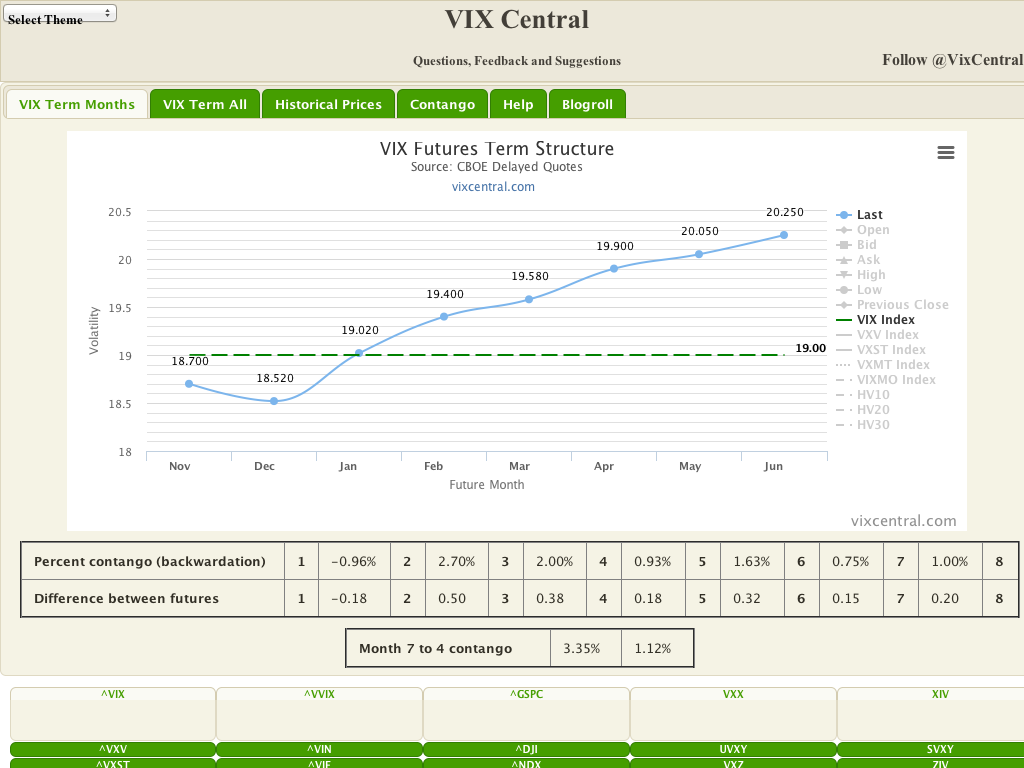 Select Theme
VIX Central
Questions, Feedback and Suggestions
Follow @VixCentral
VIX Term Months
VIX Term All
Historical Prices
Contango
Help
Blogroll
VIX Futures Term Structure
Source: CBOE Delayed Quotes
vixcentral.com
Volatility
20.5
20
19.5
19
18.5
18
18.700
18.520
19.020
19.400
19.580
19.900
20.050
20.250
19.00
Nov Dec Jan Feb Mar Apr May Jun
Future Month
Last
Open
Bid
Ask
High
Low
Previous Close
VIX Index
VXV Index
VXST Index
VXMT Index
VIXMO Index
HV10
HV20
HV30
vixcentral.com
Percent contango (backwardation) 1 −0.96% 2 2.70% 3 2.00% 4 0.93% 5 1.63% 6 0.75% 7 1.00% 8
Difference between futures 1 −0.18 2 0.50 3 0.38 4 0.18 5 0.32 6 0.15 7 0.20 8
Month 7 to 4 contango 3.35% 1.12%
^VIX ^VVIX ^GSPC VXX XIV
^VXV ^VIN ^DJI UVXY SVXY
^VXST ^VIF ^NDX VXZ ZIV